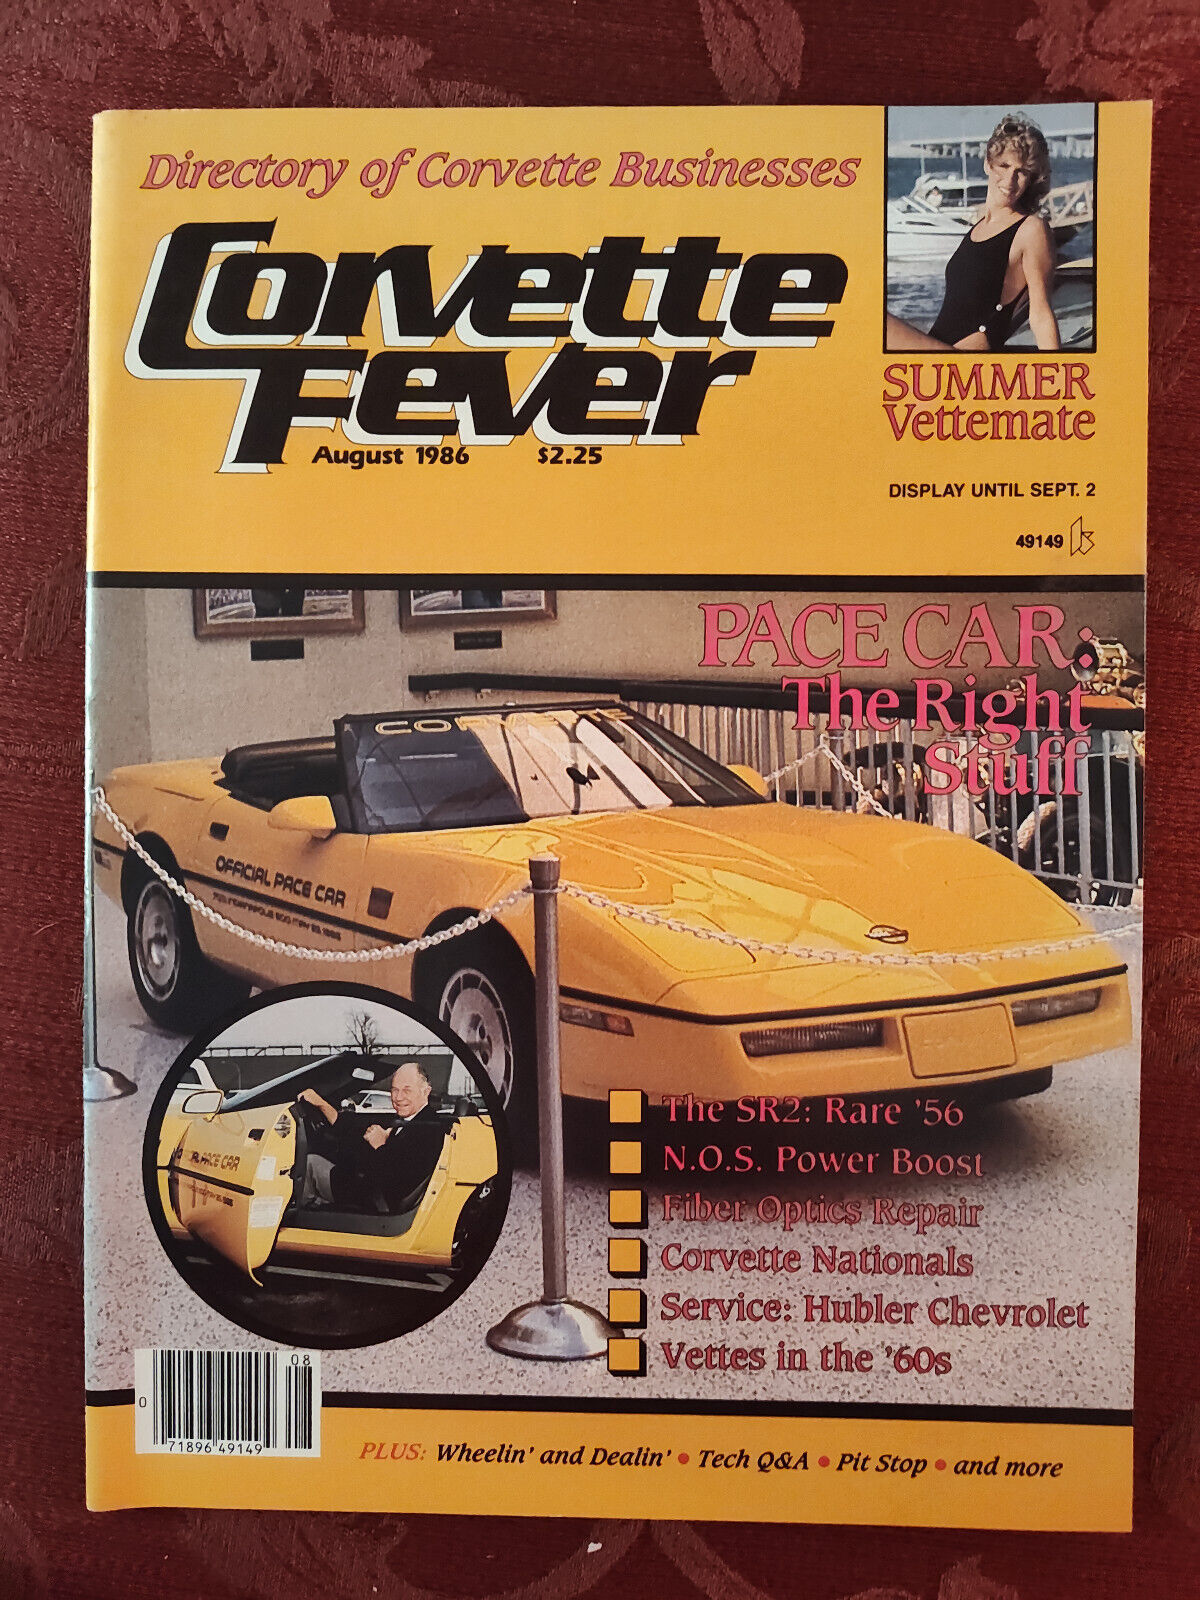 Directory of Corvette Businesses
Corvette
Fever
August 1986 $2.25
SUMMER
Vettemate
DISPLAY UNTIL SEPT. 2
49149
PACE CAR:
The Right
Stuff
CORVETTE
OFFICIAL PACE CAR
PACE CAR
The SR2: Rare '56
N.O.S. Power Boost
Fiber Optics Repair
Corvette Nationals
Service: Hubler Chevrolet
Vettes in the '60s
08
0
71896 49149
PLUS: Wheelin' and Dealin' • Tech Q&A • Pit Stop • and more